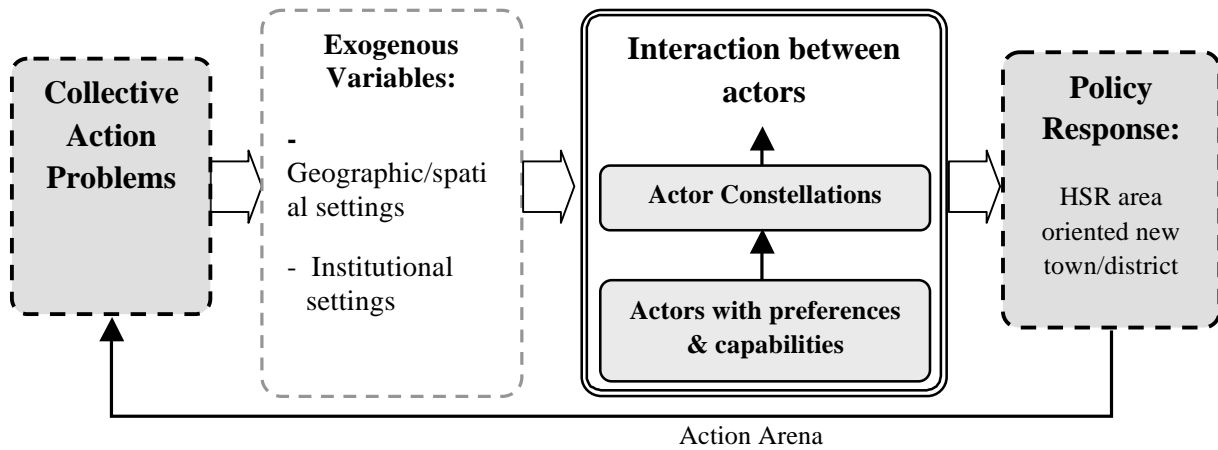 Collective
Action
Problems
Exogenous
Variables:
-
Geographic/spati
al settings
- Institutional
settings
Interaction between
actors
Actor Constellations
Actors with preferences
& capabilities
Policy
Response:
HSR area
oriented new
town/district
Action Arena